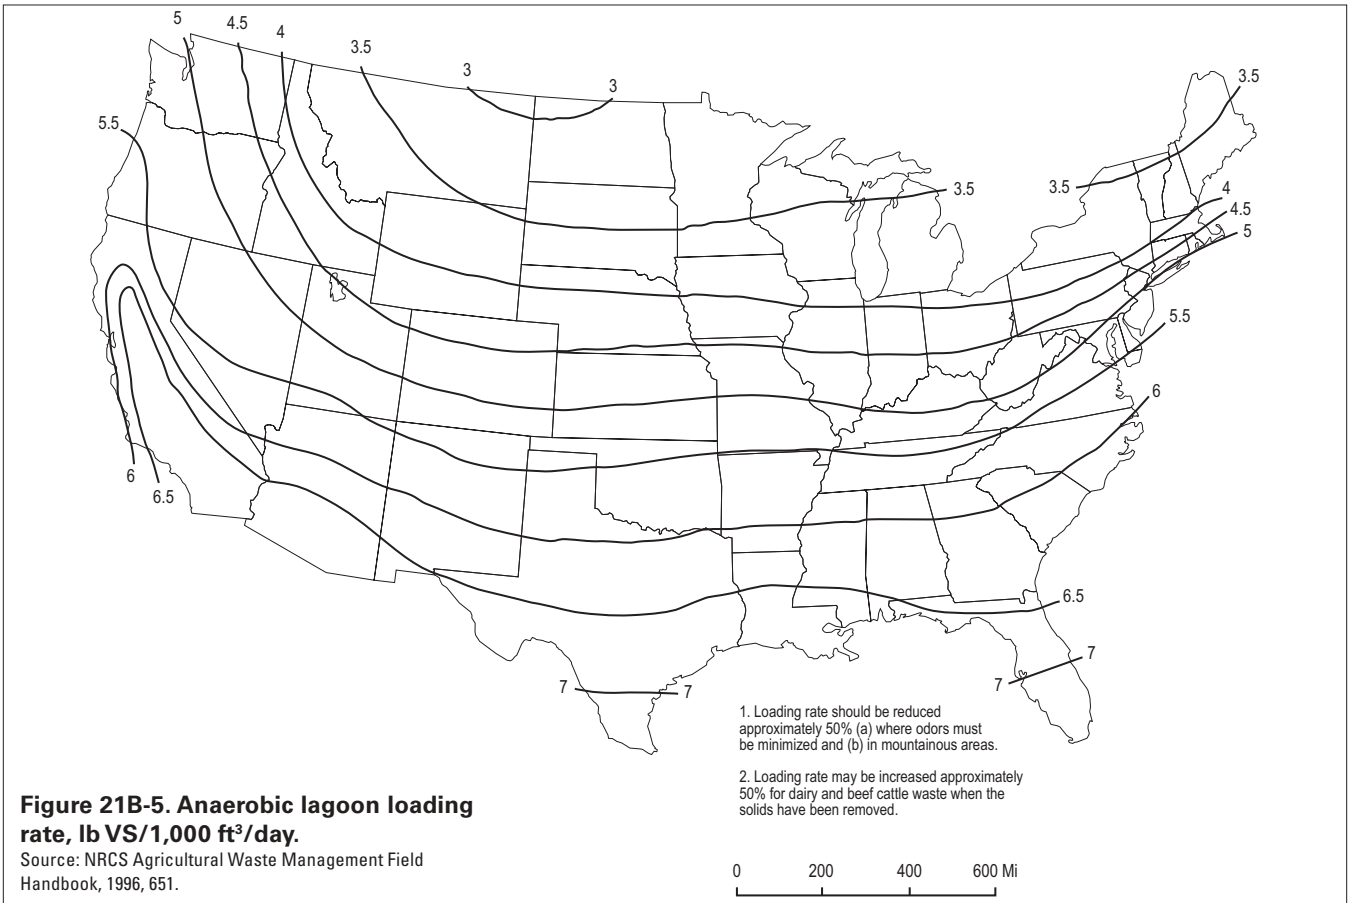 5
4.5
4
3.5
3
3
3.5
5.5
3.5
3.5
4
4.5
5
5.5
6
6
6.5
6.5
7
7
7
7
1. Loading rate should be reduced
approximately 50% (a) where odors must
be minimized and (b) in mountainous areas.
2. Loading rate may be increased approximately
50% for dairy and beef cattle waste when the
solids have been removed.
Figure 21B-5. Anaerobic lagoon loading
rate, lb VS/1,000 ft³/day.
Source: NRCS Agricultural Waste Management Field
Handbook, 1996, 651.
0 200 400 600 Mi